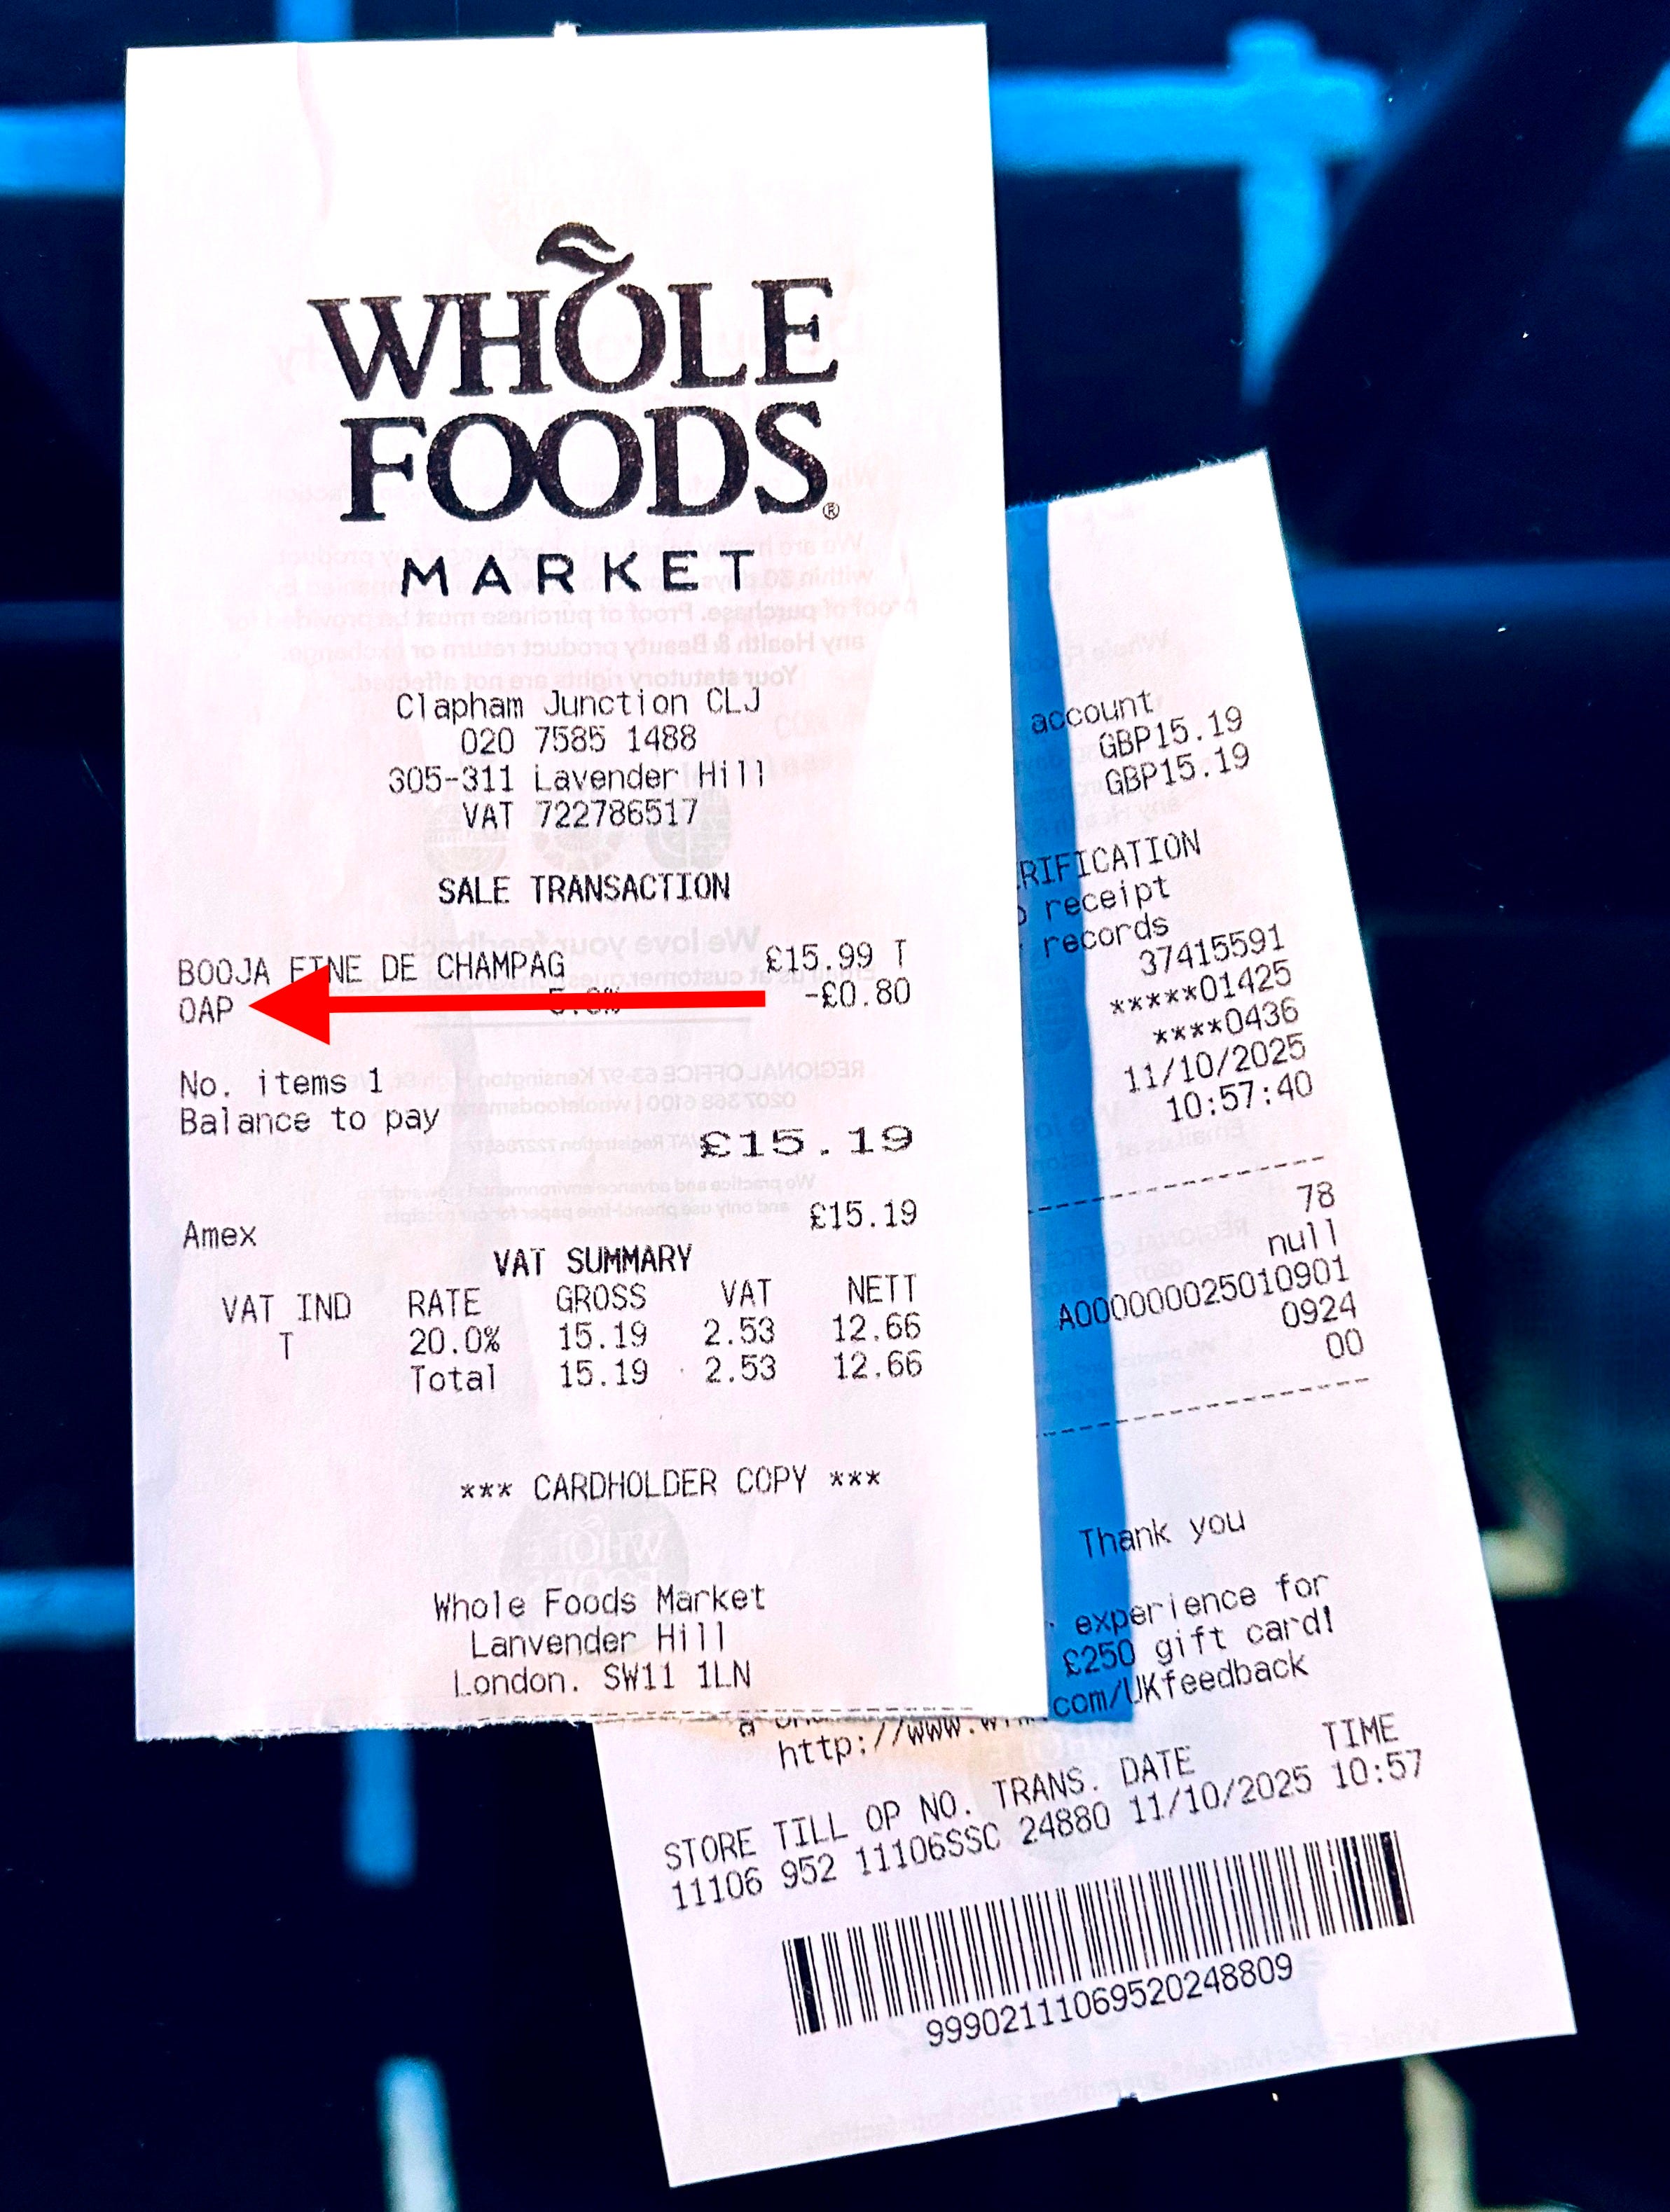 WHOLE
FOODS®
MARKET
Clapham Junction CLJ
020 7585 1488
305-311 Lavender Hill
VAT 722786517
SALE TRANSACTION
BOOJA FINE DE CHAMPAG £15.99 T
OAP -£0.80
No. items 1
Balance to pay
£15.19
Amex £15.19
VAT SUMMARY
VAT IND RATE GROSS VAT NETT
T 20.0% 15.19 2.53 12.66
Total 15.19 2.53 12.66
*** CARDHOLDER COPY ***
Whole Foods Market
Lanvender Hill
London. SW11 1LN
account
GBP15.19
GBP15.19
receipt
records
37415591
*****01425
****0436
11/10/2025
10:57:40
78
null
A000000025010901
0924
00
Thank you
experience for
£250 gift card!
com/UKfeedback
http://www.
STORE TILL OP NO. TRANS. DATE TIME
11106 952 11106SSC 24880 11/10/2025 10:57
99902111069520248809